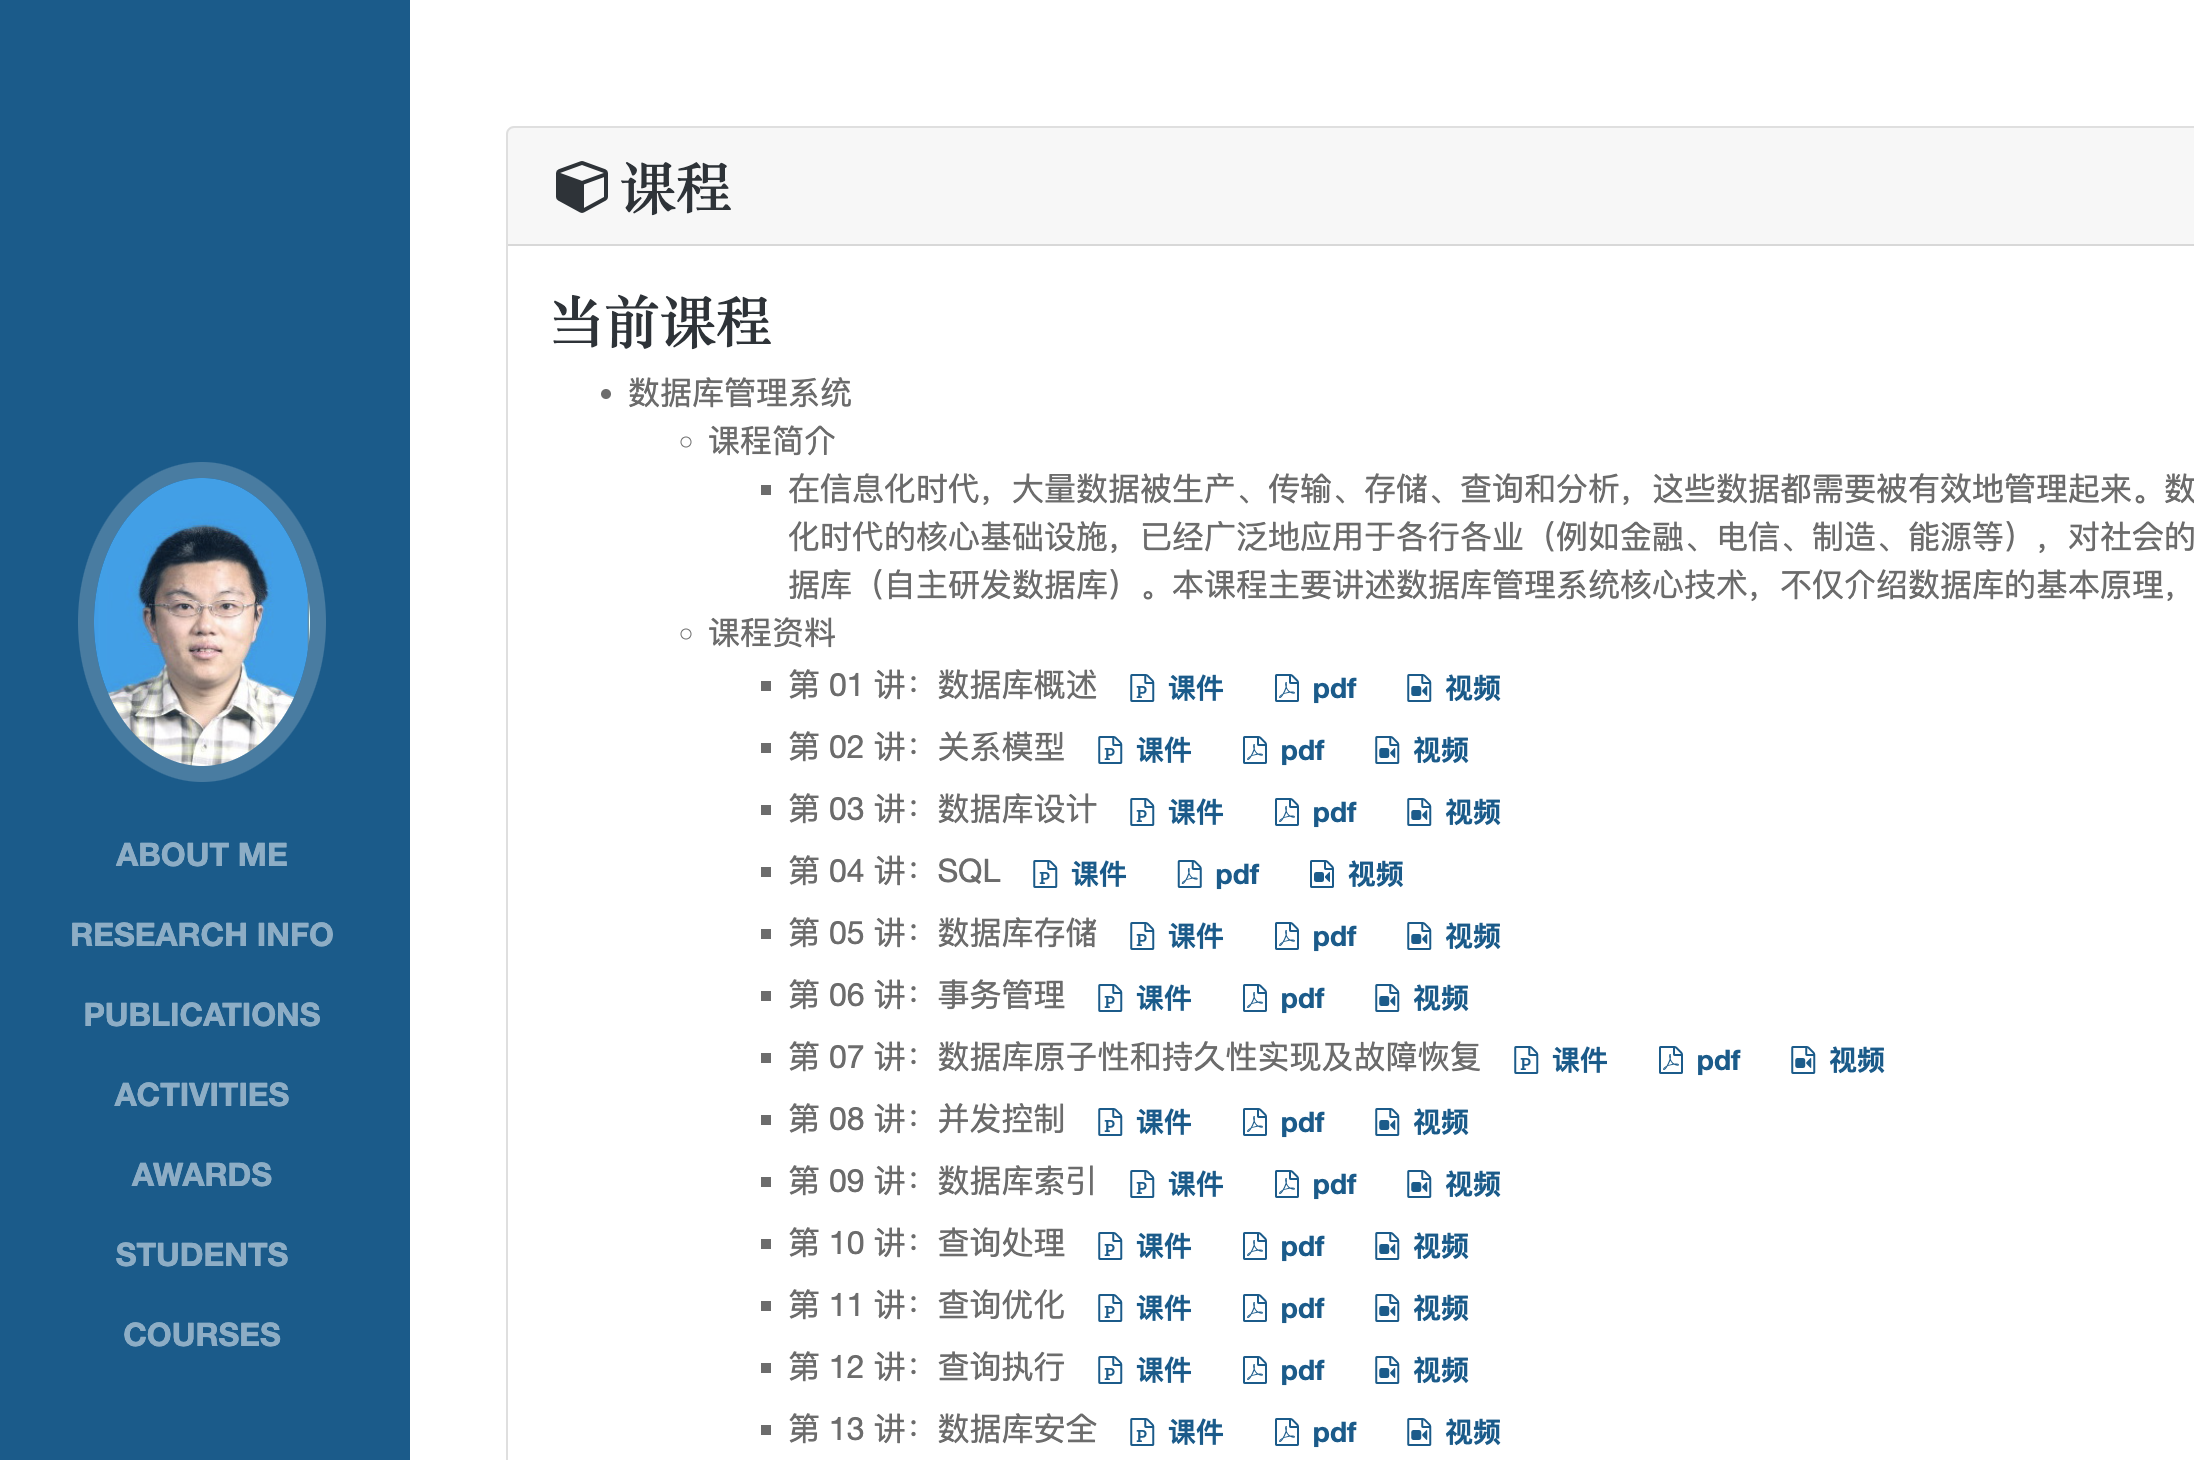 ABOUT ME
RESEARCH INFO
PUBLICATIONS
ACTIVITIES
AWARDS
STUDENTS
COURSES
课程
当前课程
数据库管理系统
课程简介
在信息化时代，大量数据被生产、传输、存储、查询和分析，这些数据都需要被有效地管理起来。数
化时代的核心基础设施，已经广泛地应用于各行各业（例如金融、电信、制造、能源等），对社会的
据库（自主研发数据库）。本课程主要讲述数据库管理系统核心技术，不仅介绍数据库的基本原理，
课程资料
第 01 讲：数据库概述 课件 pdf 视频
第 02 讲：关系模型 课件 pdf 视频
第 03 讲：数据库设计 课件 pdf 视频
第 04 讲：SQL 课件 pdf 视频
第 05 讲：数据库存储 课件 pdf 视频
第 06 讲：事务管理 课件 pdf 视频
第 07 讲：数据库原子性和持久性实现及故障恢复 课件 pdf 视频
第 08 讲：并发控制 课件 pdf 视频
第 09 讲：数据库索引 课件 pdf 视频
第 10 讲：查询处理 课件 pdf 视频
第 11 讲：查询优化 课件 pdf 视频
第 12 讲：查询执行 课件 pdf 视频
第 13 讲：数据库安全 课件 pdf 视频